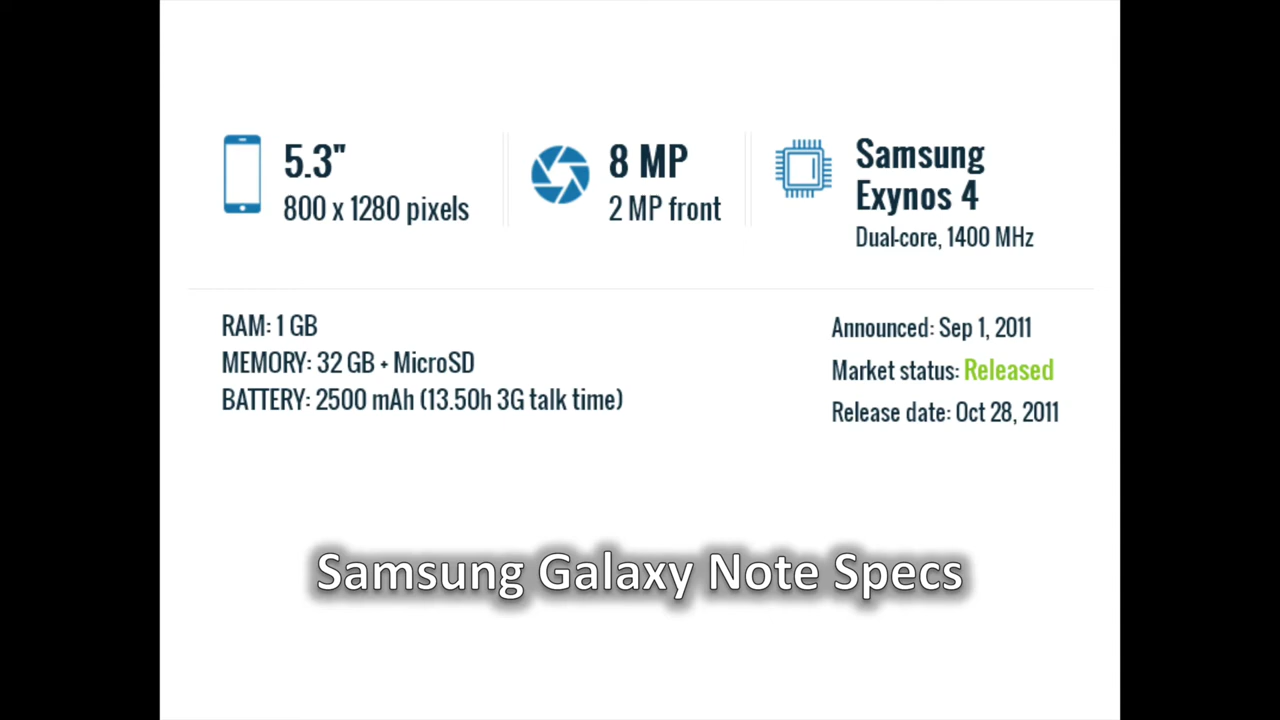 5.3"
800 x 1280 pixels
8 MP
2 MP front
Samsung
Exynos 4
Dual-core, 1400 MHz
RAM: 1 GB
MEMORY: 32 GB + MicroSD
BATTERY: 2500 mAh (13.50h 3G talk time)
Announced: Sep 1, 2011
Market status: Released
Release date: Oct 28, 2011
Samsung Galaxy Note Specs